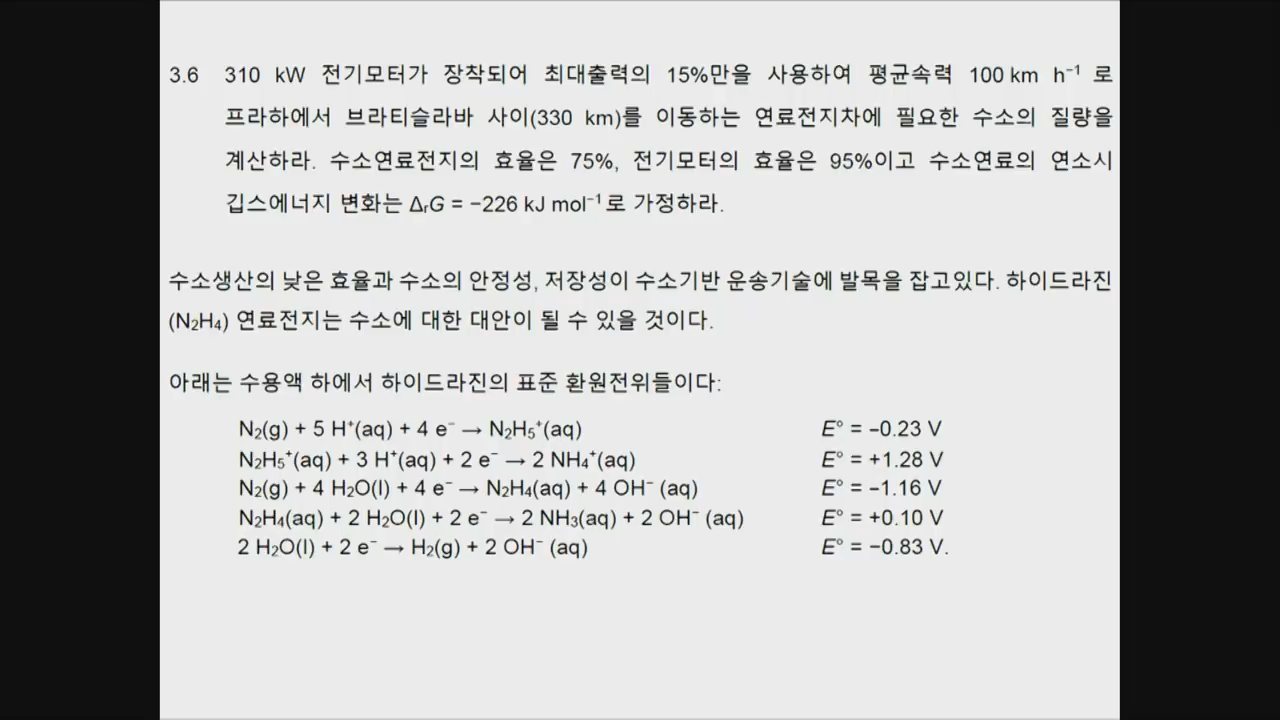 3.6 310 kW 전기모터가 장착되어 최대출력의 15%만을 사용하여 평균속력 100 km h⁻¹ 로
프라하에서 브라티슬라바 사이(330 km)를 이동하는 연료전지차에 필요한 수소의 질량을
계산하라. 수소연료전지의 효율은 75%, 전기모터의 효율은 95%이고 수소연료의 연소시
깁스에너지 변화는 ΔᵣG = −226 kJ mol⁻¹로 가정하라.
수소생산의 낮은 효율과 수소의 안정성, 저장성이 수소기반 운송기술에 발목을 잡고있다. 하이드라진
(N₂H₄) 연료전지는 수소에 대한 대안이 될 수 있을 것이다.
아래는 수용액 하에서 하이드라진의 표준 환원전위들이다:
N₂(g) + 5 H⁺(aq) + 4 e⁻ → N₂H₅⁺(aq) E° = −0.23 V
N₂H₅⁺(aq) + 3 H⁺(aq) + 2 e⁻ → 2 NH₄⁺(aq) E° = +1.28 V
N₂(g) + 4 H₂O(l) + 4 e⁻ → N₂H₄(aq) + 4 OH⁻ (aq) E° = −1.16 V
N₂H₄(aq) + 2 H₂O(l) + 2 e⁻ → 2 NH₃(aq) + 2 OH⁻ (aq) E° = +0.10 V
2 H₂O(l) + 2 e⁻ → H₂(g) + 2 OH⁻ (aq) E° = −0.83 V.